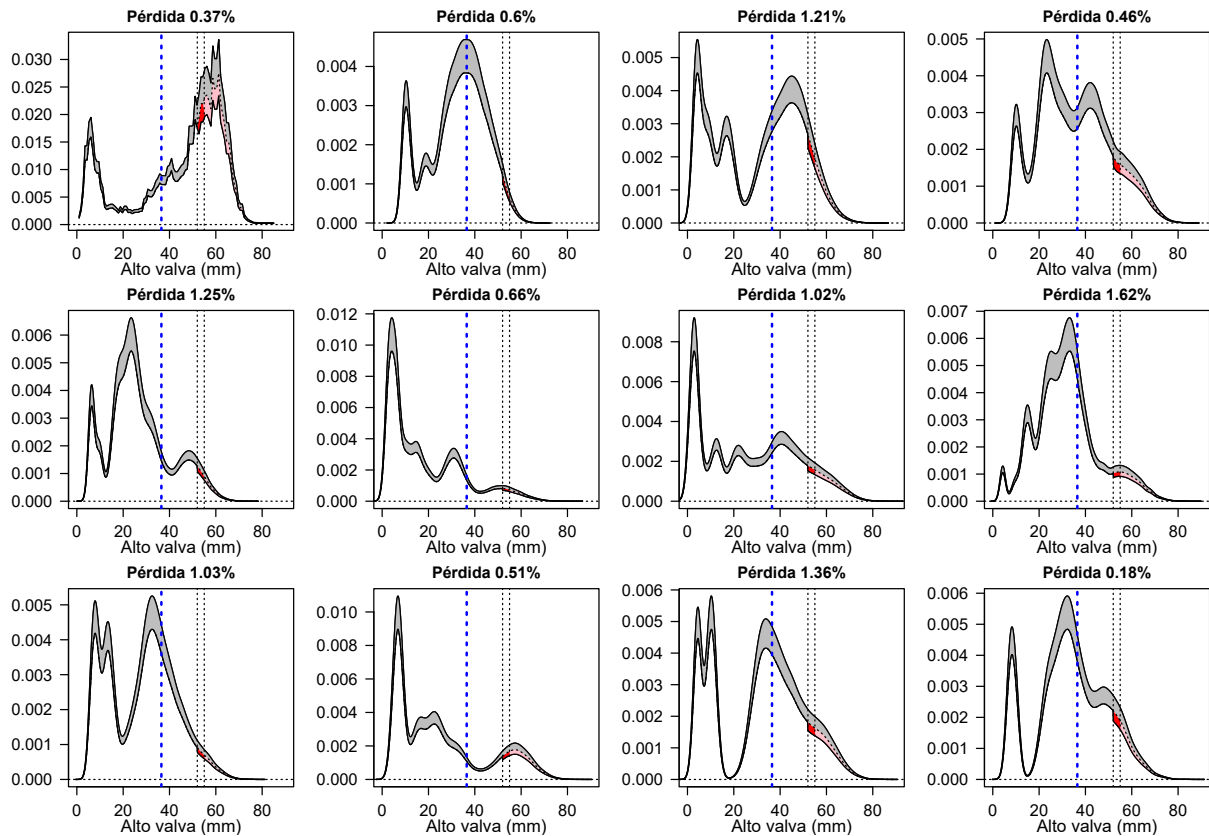 Pérdida 0.37% Pérdida 0.6% Pérdida 1.21% Pérdida 0.46%
0.030 0.025 0.020 0.015 0.010 0.005 0.000
0.004 0.003 0.002 0.001 0.000
0.005 0.004 0.003 0.002 0.001 0.000
0.005 0.004 0.003 0.002 0.001 0.000
0 20 40 60 80 0 20 40 60 80 0 20 40 60 80 0 20 40 60 80
Alto valva (mm) Alto valva (mm) Alto valva (mm) Alto valva (mm)
Pérdida 1.25% Pérdida 0.66% Pérdida 1.02% Pérdida 1.62%
0.006 0.005 0.004 0.003 0.002 0.001 0.000
0.012 0.010 0.008 0.006 0.004 0.002 0.000
0.008 0.006 0.004 0.002 0.000
0.007 0.006 0.005 0.004 0.003 0.002 0.001 0.000
0 20 40 60 80 0 20 40 60 80 0 20 40 60 80 0 20 40 60 80
Alto valva (mm) Alto valva (mm) Alto valva (mm) Alto valva (mm)
Pérdida 1.03% Pérdida 0.51% Pérdida 1.36% Pérdida 0.18%
0.005 0.004 0.003 0.002 0.001 0.000
0.010 0.008 0.006 0.004 0.002 0.000
0.006 0.005 0.004 0.003 0.002 0.001 0.000
0.006 0.005 0.004 0.003 0.002 0.001 0.000
0 20 40 60 80 0 20 40 60 80 0 20 40 60 80 0 20 40 60 80
Alto valva (mm) Alto valva (mm) Alto valva (mm) Alto valva (mm)